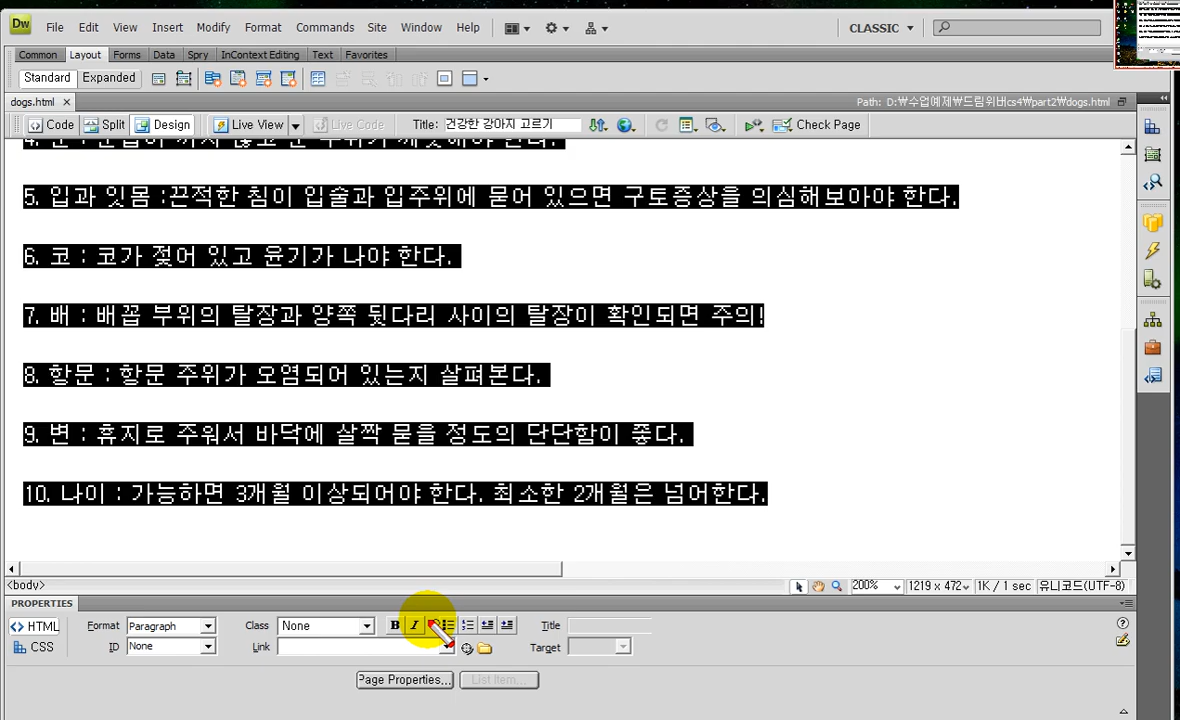 Dw File Edit View Insert Modify Format Commands Site Window Help CLASSIC
Common Layout Forms Data Spry InContext Editing Text Favorites
Standard Expanded
dogs.html Path: D:₩수업예제₩드림위버cs4₩part2₩dogs.html
Code Split Design Live View Live Code Title: 건강한 강아지 고르기 Check Page
5. 입과 잇몸 :끈적한 침이 입술과 입주위에 묻어 있으면 구토증상을 의심해보아야 한다.
6. 코 : 코가 젖어 있고 윤기가 나야 한다.
7. 배 : 배꼽 부위의 탈장과 양쪽 뒷다리 사이의 탈장이 확인되면 주의!
8. 항문 : 항문 주위가 오염되어 있는지 살펴본다.
9. 변 : 휴지로 주워서 바닥에 살짝 묻을 정도의 단단함이 좋다.
10. 나이 : 가능하면 3개월 이상되어야 한다. 최소한 2개월은 넘어한다.
<body> 200% 1219 x 472 1K / 1 sec 유니코드(UTF-8)
PROPERTIES
HTML Format Paragraph Class None B I Title
CSS ID None Link Target
Page Properties... List Item...